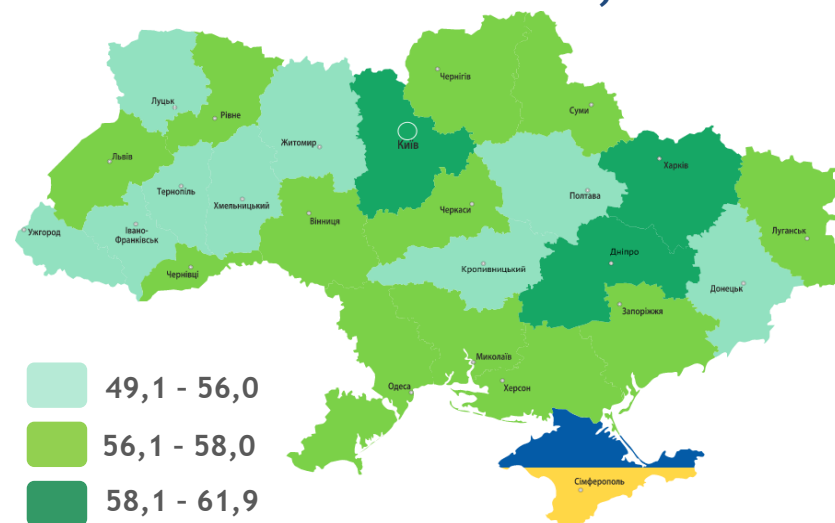 Чернігів
Луцьк
Рівне
Суми
Житомир
Київ
Львів
Харків
Тернопіль
Хмельницький
Полтава
Черкаси
Вінниця
Ужгород
Івано-
Франківськ
Луганськ
Дніпро
Чернівці
Кропивницький
Донецьк
Запоріжжя
Миколаїв
Одеса
Херсон
49,1 - 56,0
56,1 - 58,0
58,1 - 61,9
Сімферополь